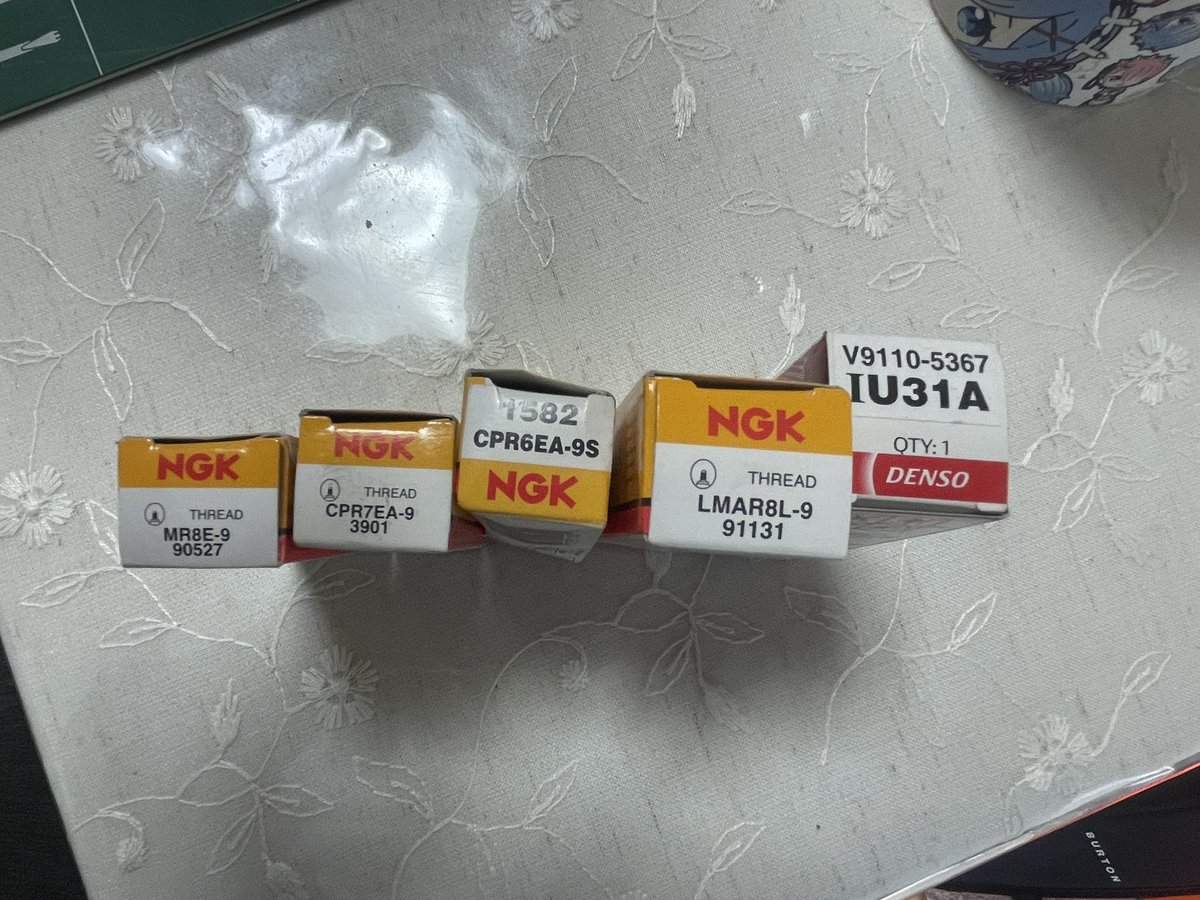 NGK
THREAD
MR8E-9
90527
NGK
THREAD
CPR7EA-9
3901
1582
CPR6EA-9S
NGK
NGK
THREAD
LMAR8L-9
91131
V9110-5367
IU31A
QTY: 1
DENSO
BURTON